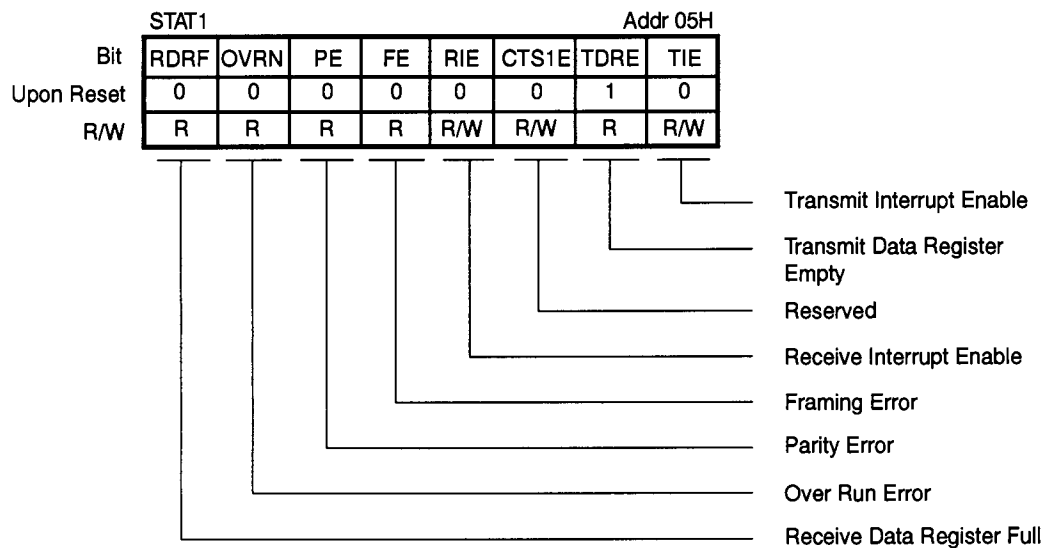 STAT1 Addr 05H
Bit RDRF OVRN PE FE RIE CTS1E TDRE TIE
Upon Reset 0 0 0 0 0 0 1 0
R/W R R R R R/W R/W R R/W
Transmit Interrupt Enable
Transmit Data Register
Empty
Reserved
Receive Interrupt Enable
Framing Error
Parity Error
Over Run Error
Receive Data Register Full